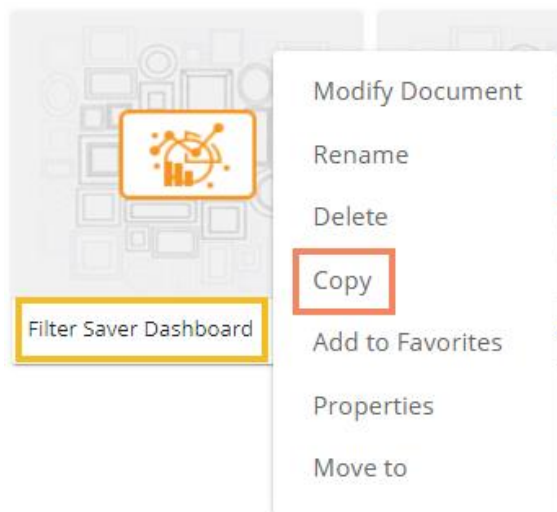 Modify Document
Rename
Delete
Copy
Filter Saver Dashboard
Add to Favorites
Properties
Move to